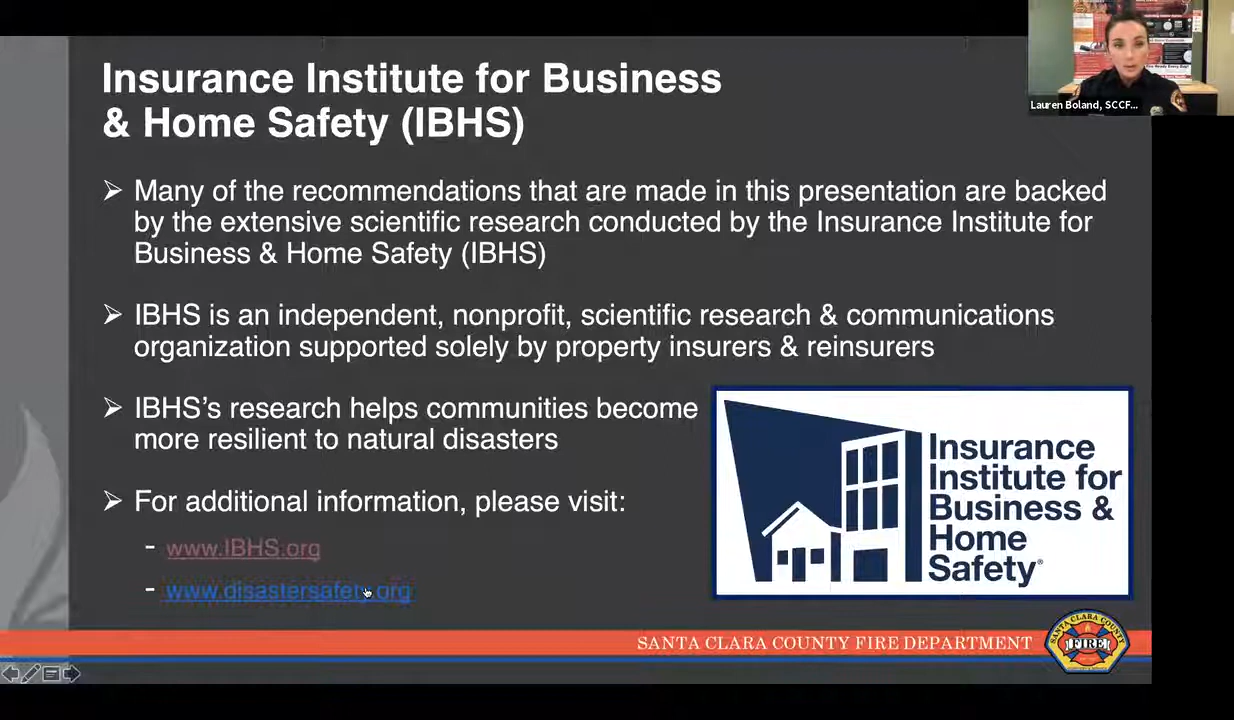 Insurance Institute for Business
& Home Safety (IBHS)
Lauren Boland, SCCF...
➢ Many of the recommendations that are made in this presentation are backed
by the extensive scientific research conducted by the Insurance Institute for
Business & Home Safety (IBHS)
➢ IBHS is an independent, nonprofit, scientific research & communications
organization supported solely by property insurers & reinsurers
➢ IBHS’s research helps communities become
more resilient to natural disasters
➢ For additional information, please visit:
- www.IBHS.org
- www.disastersafety.org
Insurance
Institute for
Business &
Home
Safety®
SANTA CLARA COUNTY FIRE DEPARTMENT
SANTA CLARA COUNTY
FIRE